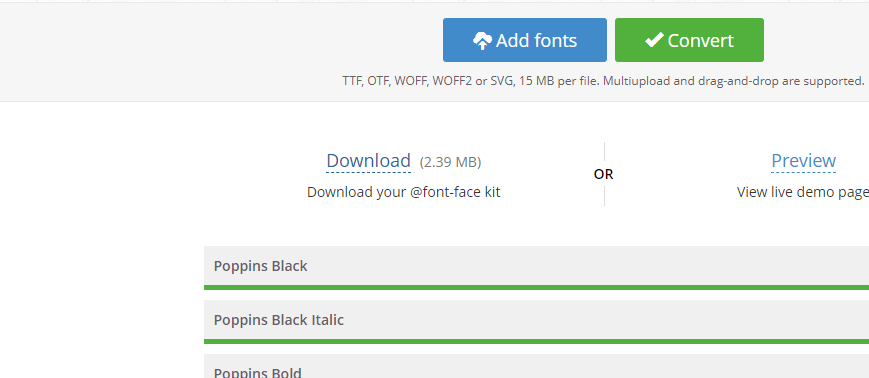 Add fonts
Convert
TTF, OTF, WOFF, WOFF2 or SVG, 15 MB per file. Multiupload and drag-and-drop are supported.
Download (2.39 MB)
OR
Preview
Download your @font-face kit
View live demo page
Poppins Black
Poppins Black Italic
Poppins Bold